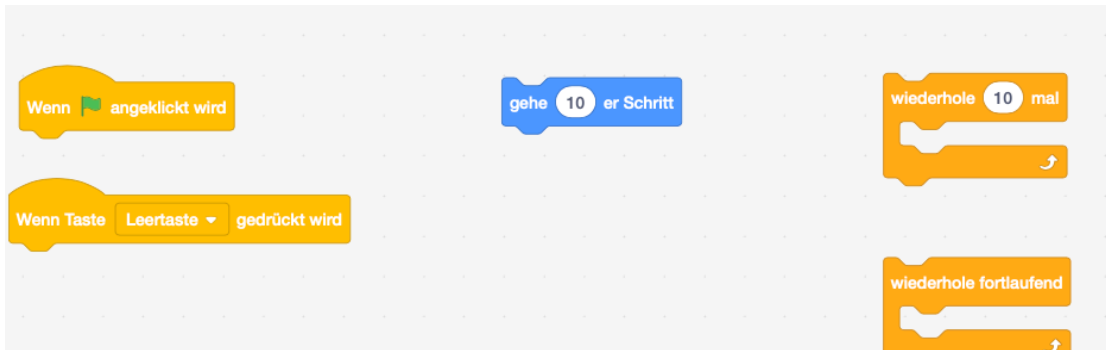 Wenn angeklickt wird
gehe 10 er Schritt
wiederhole 10 mal
Wenn Taste Leertaste gedrückt wird
wiederhole fortlaufend